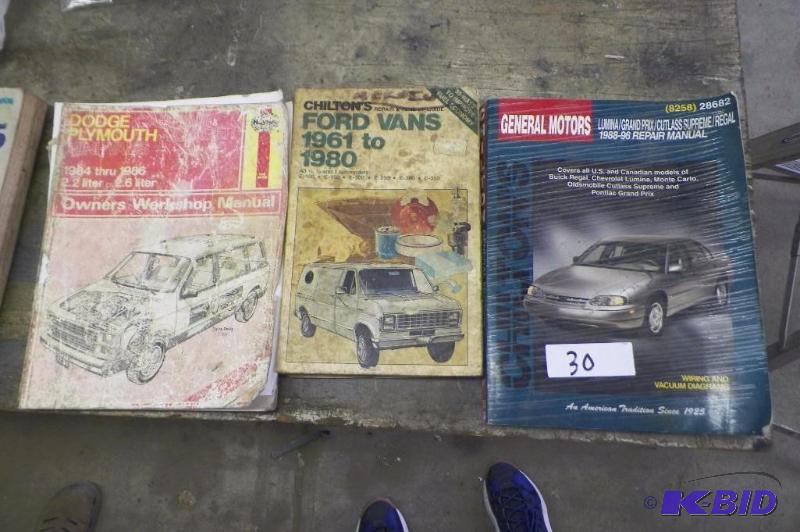 DODGE
PLYMOUTH
1984 thru 1986
2.2 liter 2.6 liter
Owners Workshop Manual
CHILTON'S
FORD VANS
1961 to
1980
(8258) 28682
GENERAL MOTORS
LUMINA/GRAND PRIX/CUTLASS SUPREME/REGAL
1988-96 REPAIR MANUAL
Covers all U.S. and Canadian models of
Buick Regal, Chevrolet Lumina, Monte Carlo,
Oldsmobile Cutlass Supreme and
Pontiac Grand Prix
CHILTON'S
30
WIRING AND
VACUUM DIAGRAMS
An American Tradition Since 1925
© K-BID